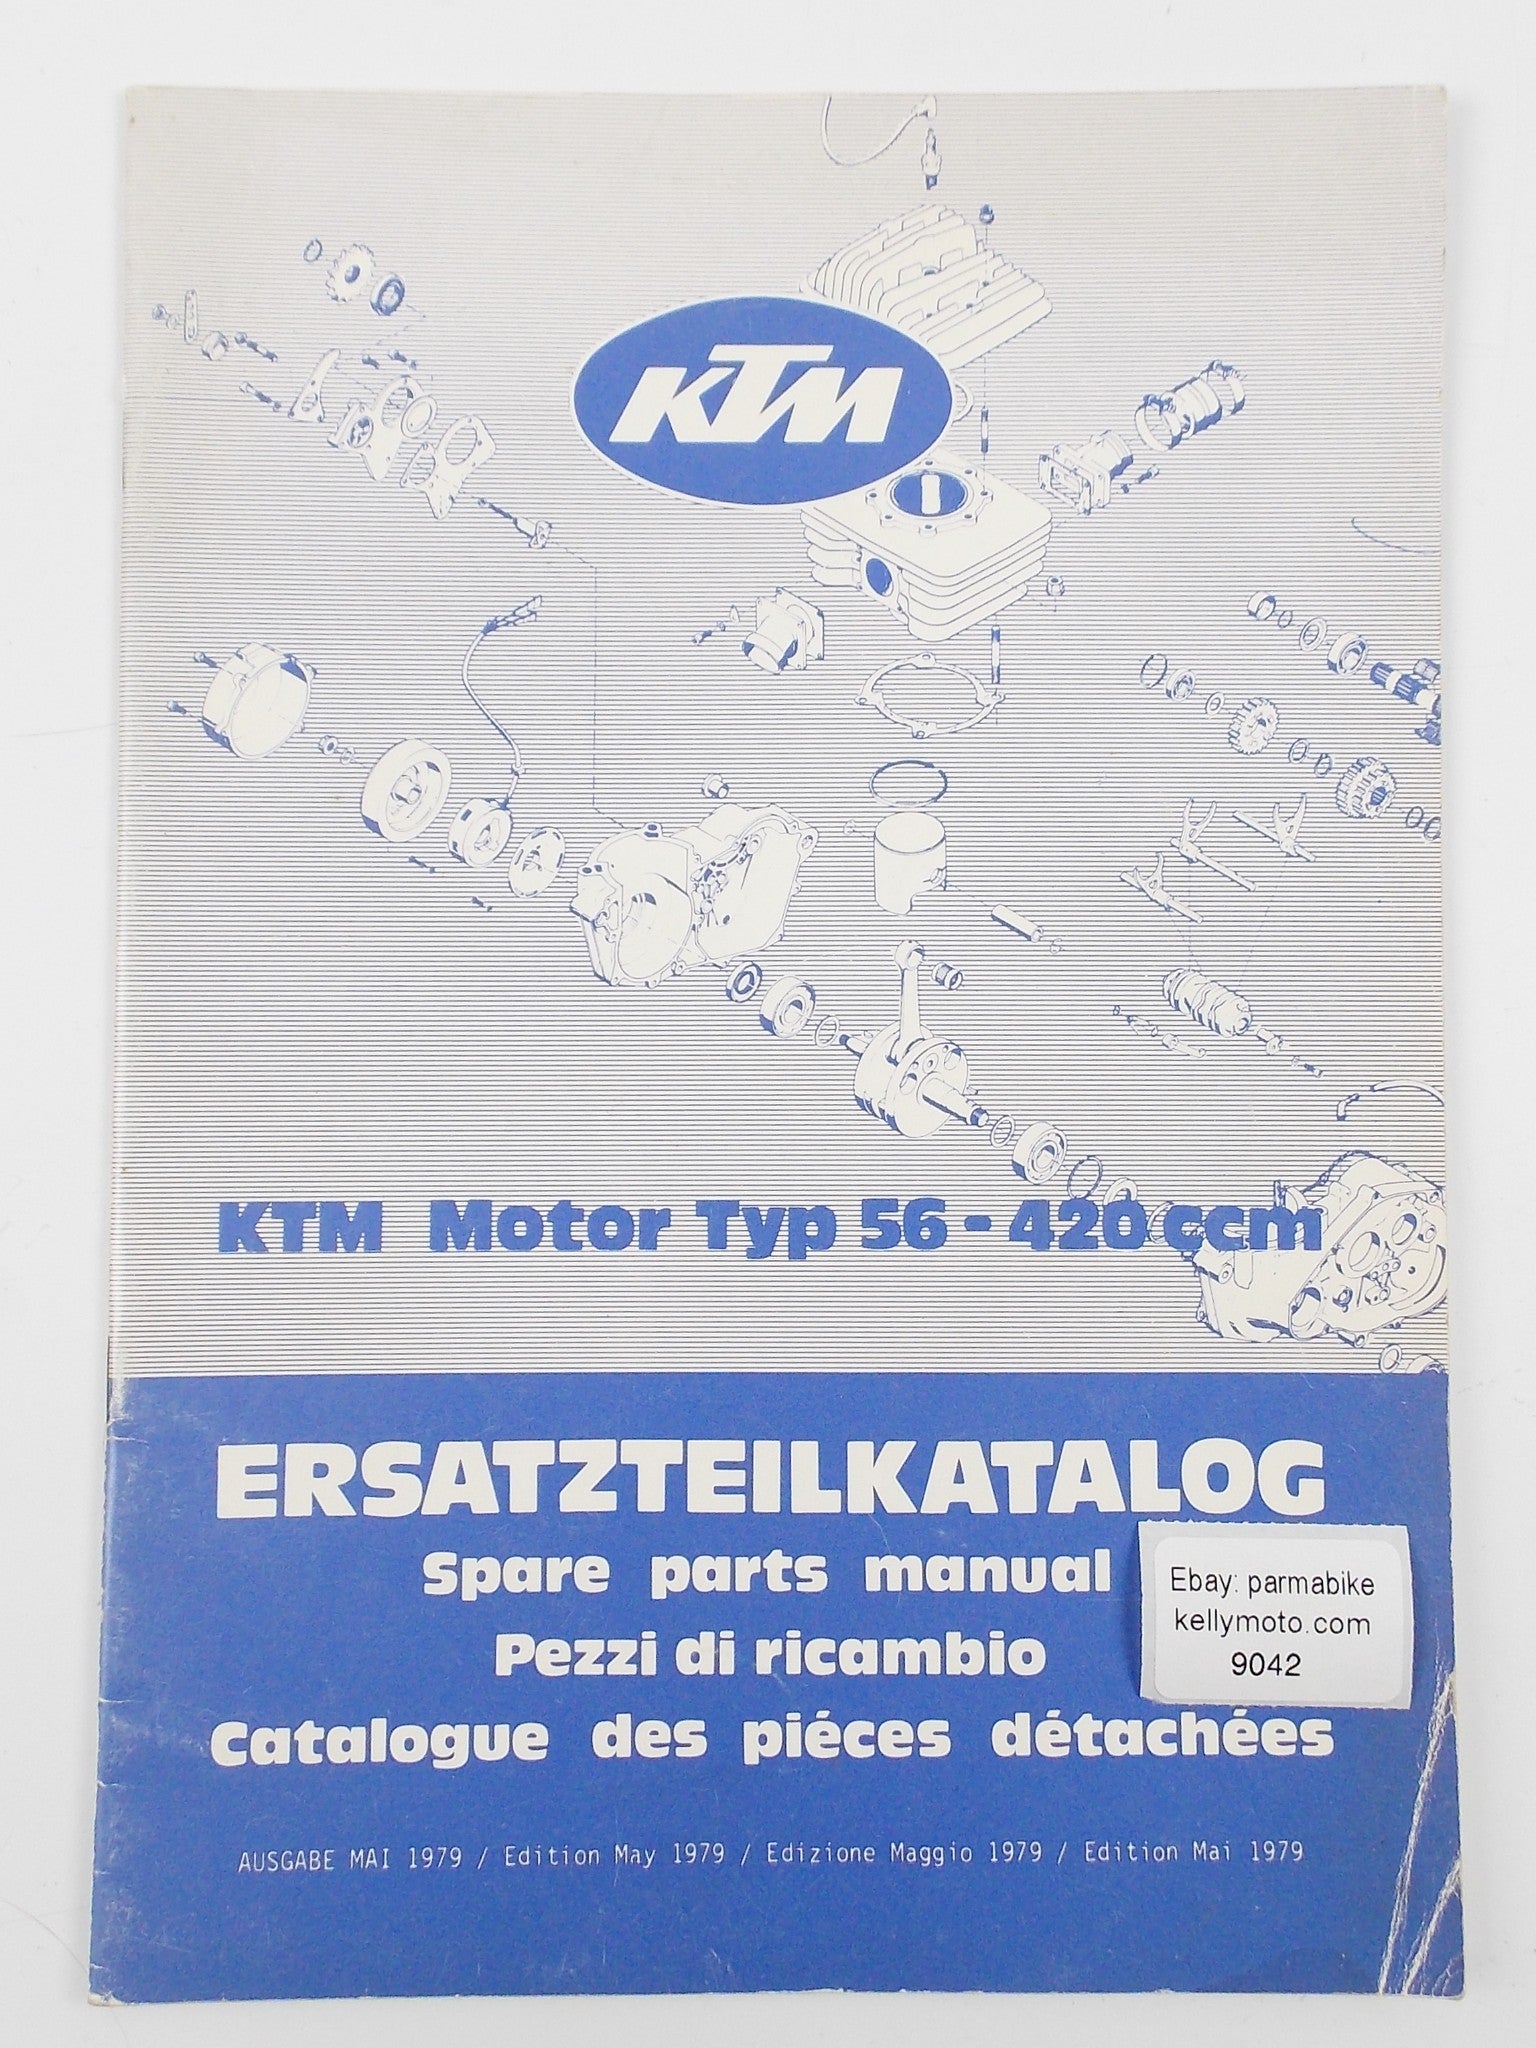 KTM
KTM Motor Typ 56 - 420 ccm
ERSATZTEILKATALOG
Spare parts manual
Pezzi di ricambio
Catalogue des piéces détachées
Ebay: parmabike
kellymoto.com
9042
AUSGABE MAI 1979 / Edition May 1979 / Edizione Maggio 1979 / Edition Mai 1979